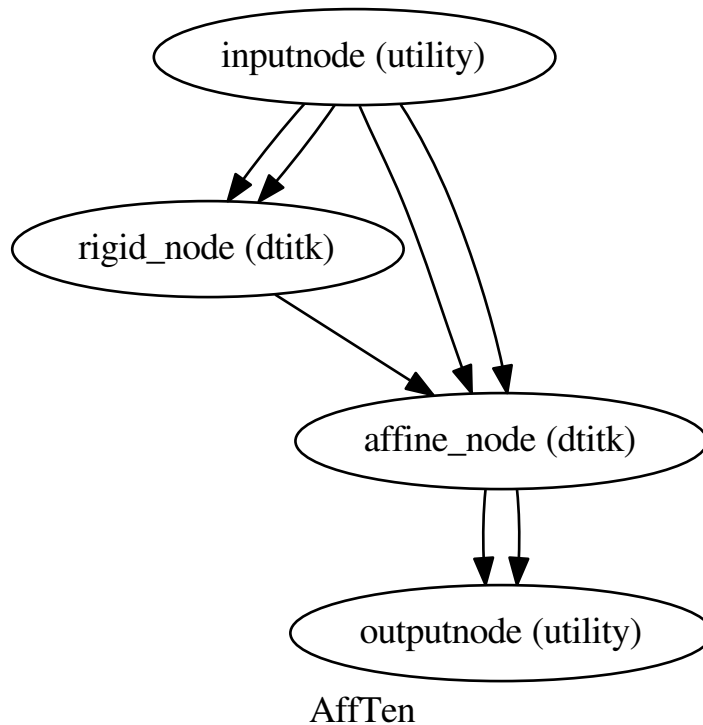 inputnode (utility)
rigid_node (dtitk)
affine_node (dtitk)
outputnode (utility)
AffTen